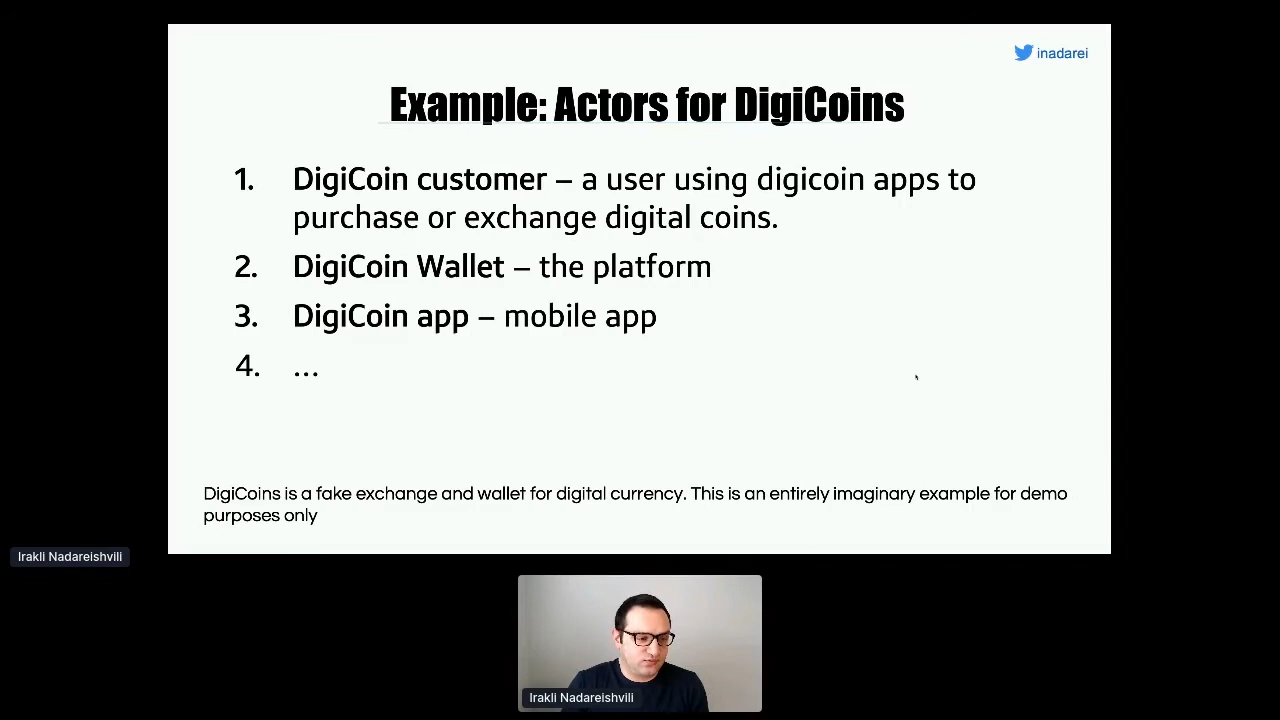 inadarei
Example: Actors for DigiCoins
1. DigiCoin customer – a user using digicoin apps to
purchase or exchange digital coins.
2. DigiCoin Wallet – the platform
3. DigiCoin app – mobile app
4. ...
DigiCoins is a fake exchange and wallet for digital currency. This is an entirely imaginary example for demo
purposes only
Irakli Nadareishvili
Irakli Nadareishvili